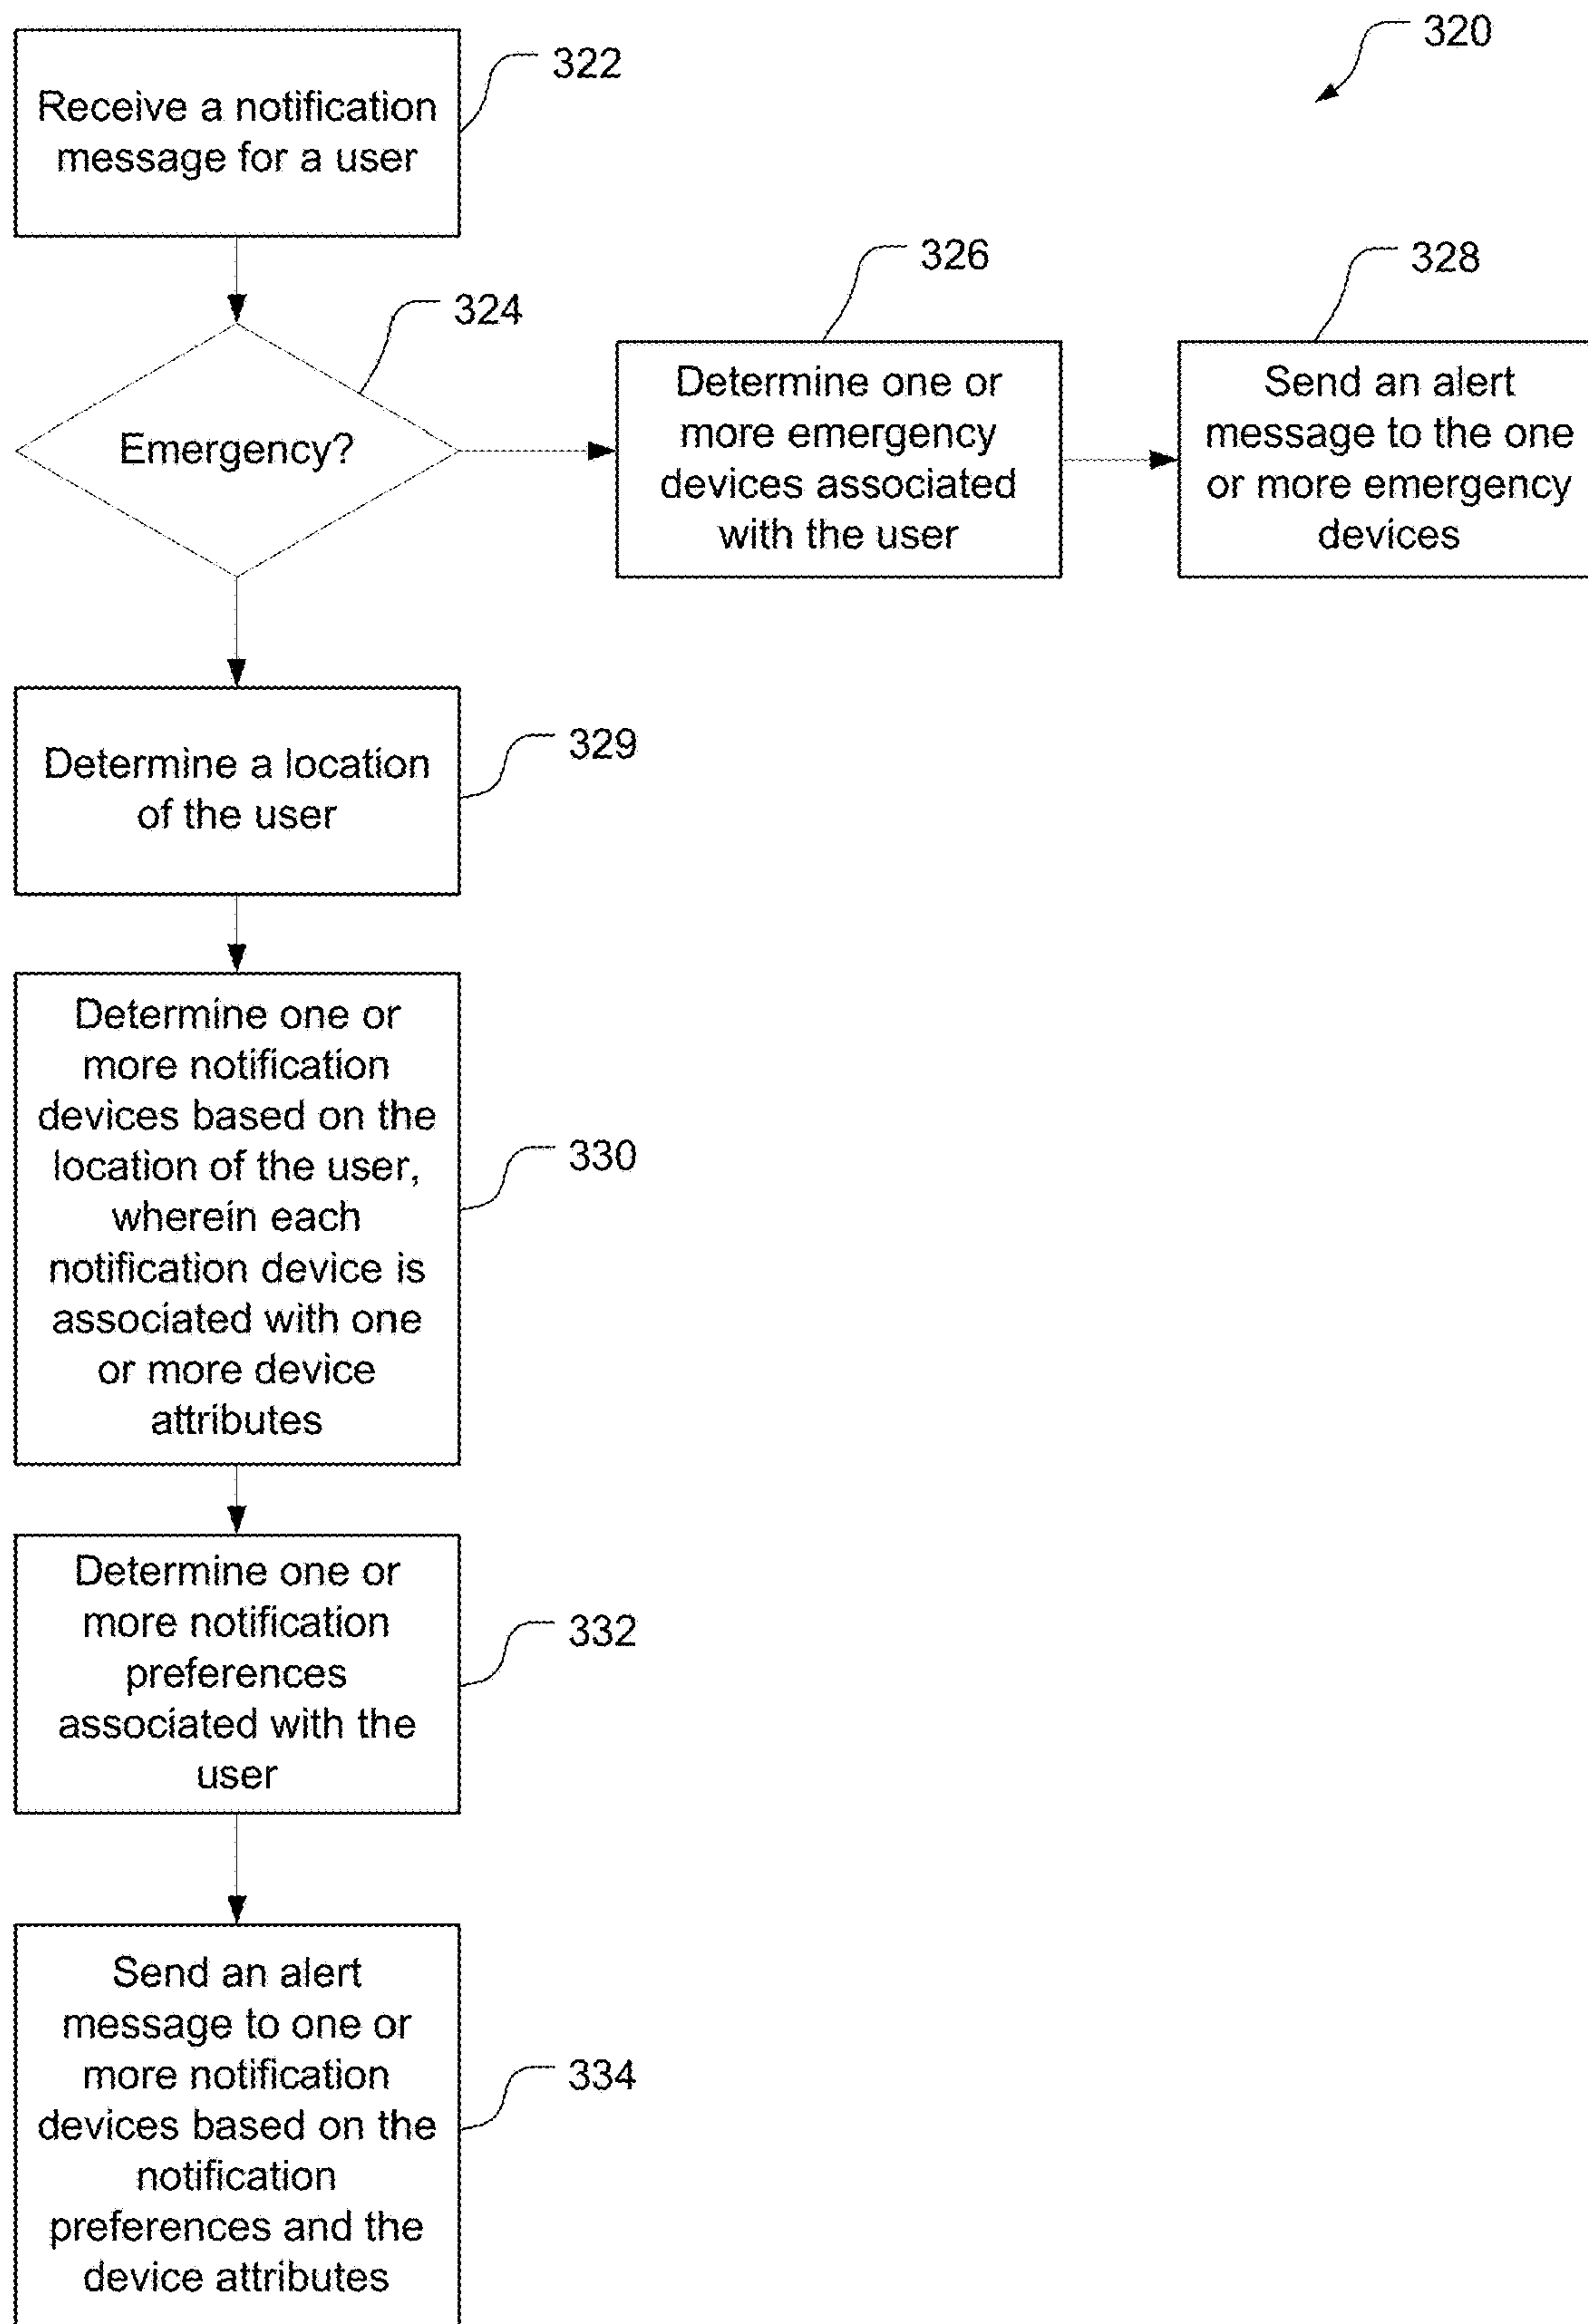 320
322
Receive a notification
message for a user
324
Emergency?
326
Determine one or
more emergency
devices associated
with the user
328
Send an alert
message to the one
or more emergency
devices
329
Determine a location
of the user
330
Determine one or
more notification
devices based on the
location of the user,
wherein each
notification device is
associated with one
or more device
attributes
332
Determine one or
more notification
preferences
associated with the
user
334
Send an alert
message to one or
more notification
devices based on the
notification
preferences and the
device attributes